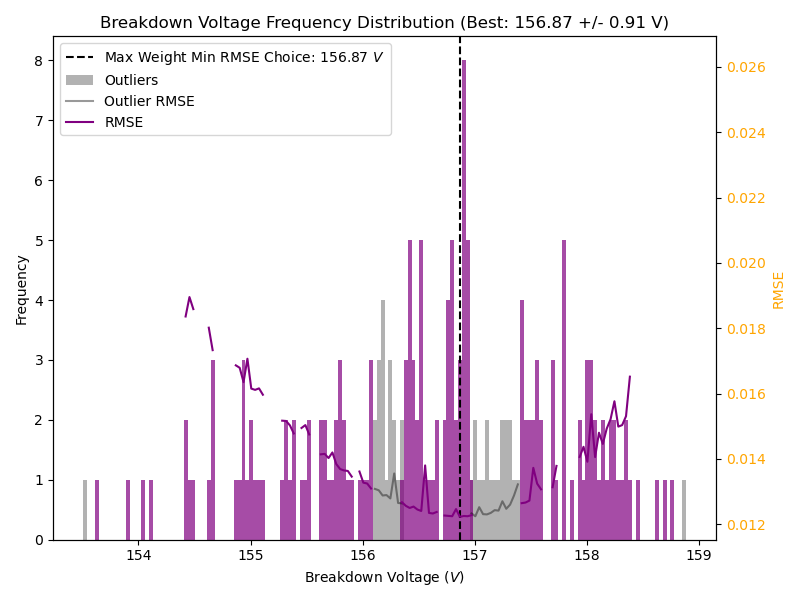 Breakdown Voltage Frequency Distribution (Best: 156.87 +/- 0.91 V)
Max Weight Min RMSE Choice: 156.87 V
Outliers
Outlier RMSE
RMSE
8
7
6
5
4
3
2
1
0
Frequency
0.026
0.024
0.022
0.020
0.018
0.016
0.014
0.012
RMSE
154 155 156 157 158 159
Breakdown Voltage (V)